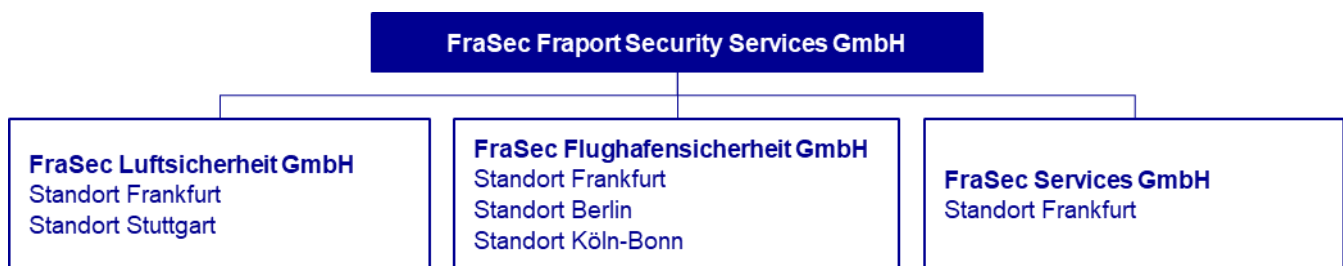 FraSec Fraport Security Services GmbH
FraSec Luftsicherheit GmbH
Standort Frankfurt
Standort Stuttgart
FraSec Flughafensicherheit GmbH
Standort Frankfurt
Standort Berlin
Standort Köln-Bonn
FraSec Services GmbH
Standort Frankfurt